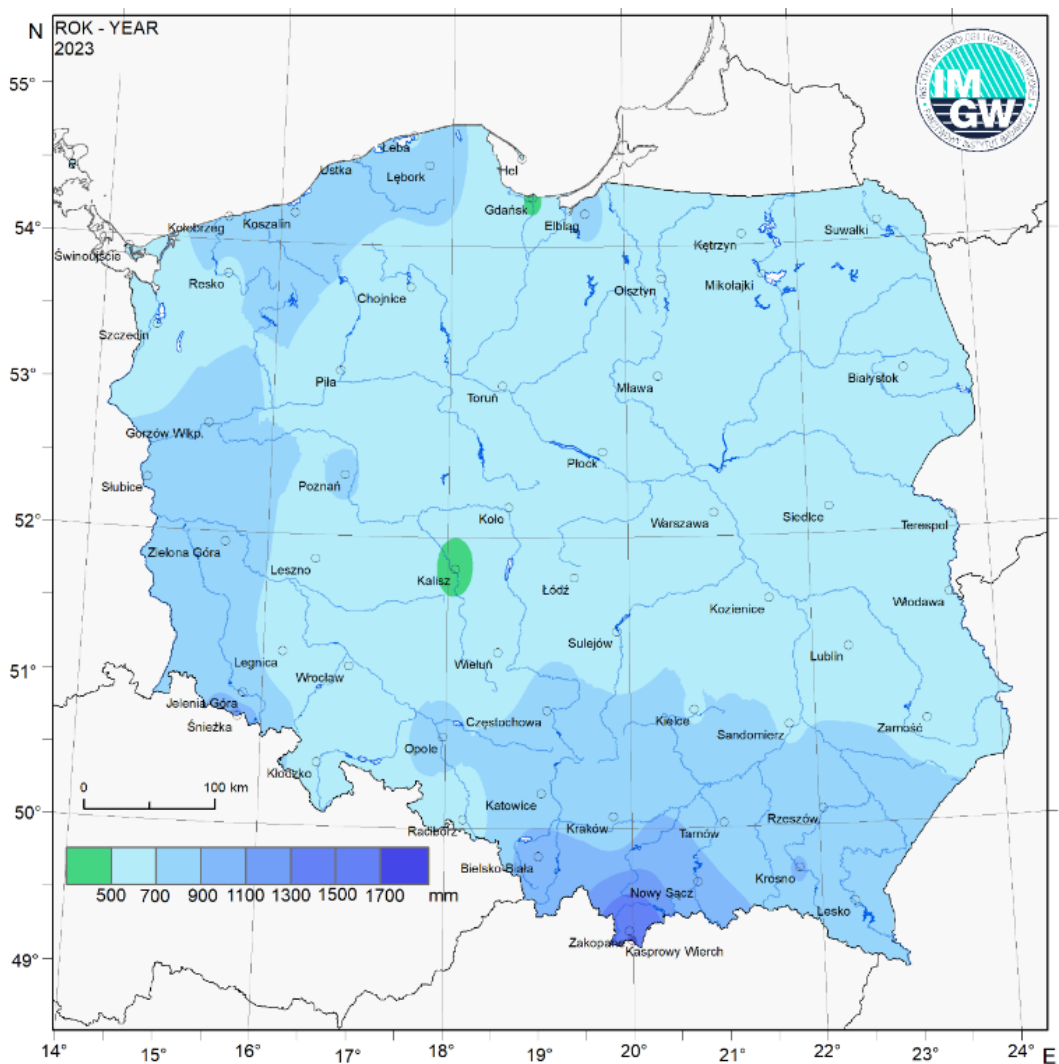 N
ROK - YEAR
2023
IMGW
55°
Łeba
Ustka
Lębork
Hel
Gdańsk
54°
Kołobrzeg
Koszalin
Elbląg
Suwałki
Kętrzyn
Świnoujście
Resko
Chojnice
Olsztyn
Mikołajki
Szczecin
53°
Piła
Toruń
Mława
Białystok
Gorzów Wlkp.
Płock
Słubice
Poznań
52°
Koło
Warszawa
Siedlce
Terespol
Zielona Góra
Leszno
Kalisz
Łódź
Kozienice
Włodawa
Sulejów
51°
Legnica
Wrocław
Wieluń
Lublin
Jelenia Góra
Śnieżka
Częstochowa
Kielce
Sandomierz
Zamość
Opole
Kłodzko
0 100 km
50°
Katowice
Racibórz
Kraków
Tarnów
Rzeszów
Bielsko-Biała
Nowy Sącz
Krosno
500 700 900 1100 1300 1500 1700 mm
Lesko
Zakopane
Kasprowy Wierch
49°
14° 15° 16° 17° 18° 19° 20° 21° 22° 23° 24° E